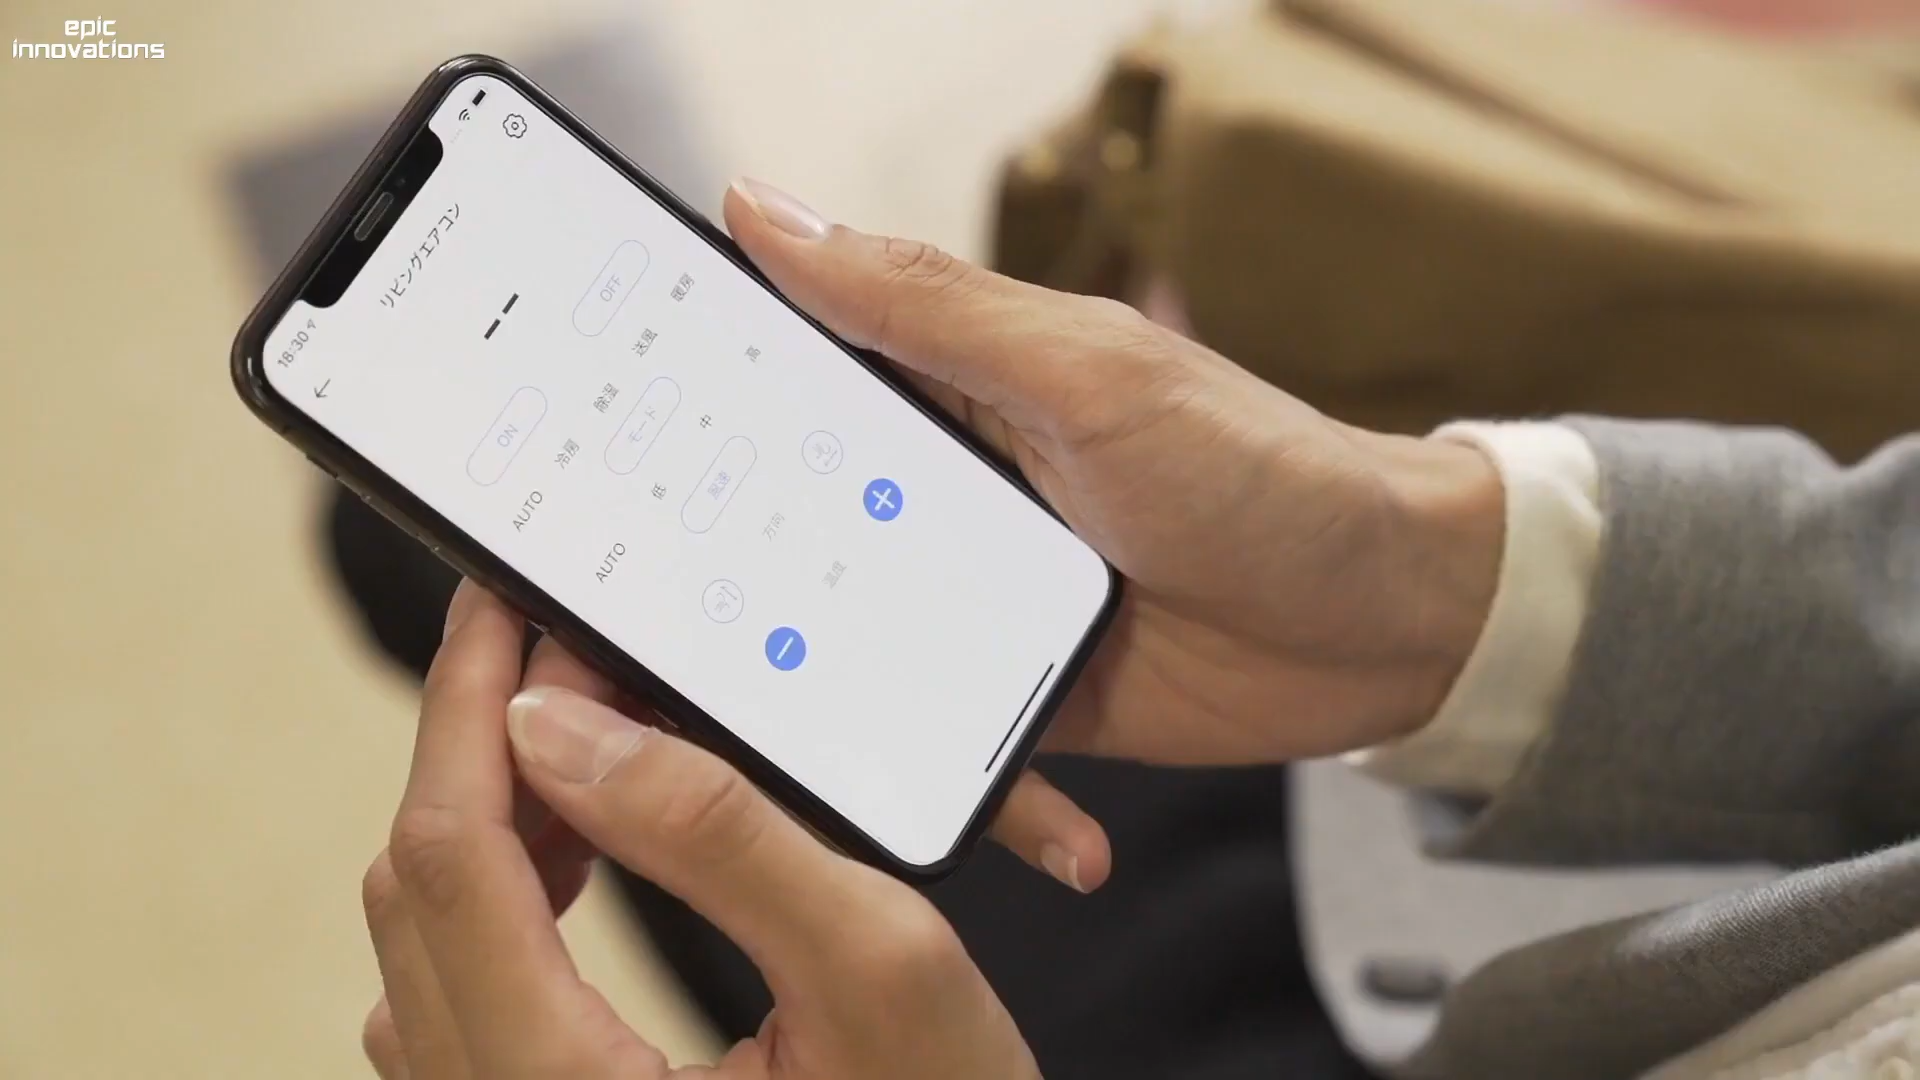 epic
innovations
18:30
リビングエアコン
--
ON
OFF
AUTO 冷房 除湿 送風 暖房
モード
AUTO 低 中 高
風速
方向
温度